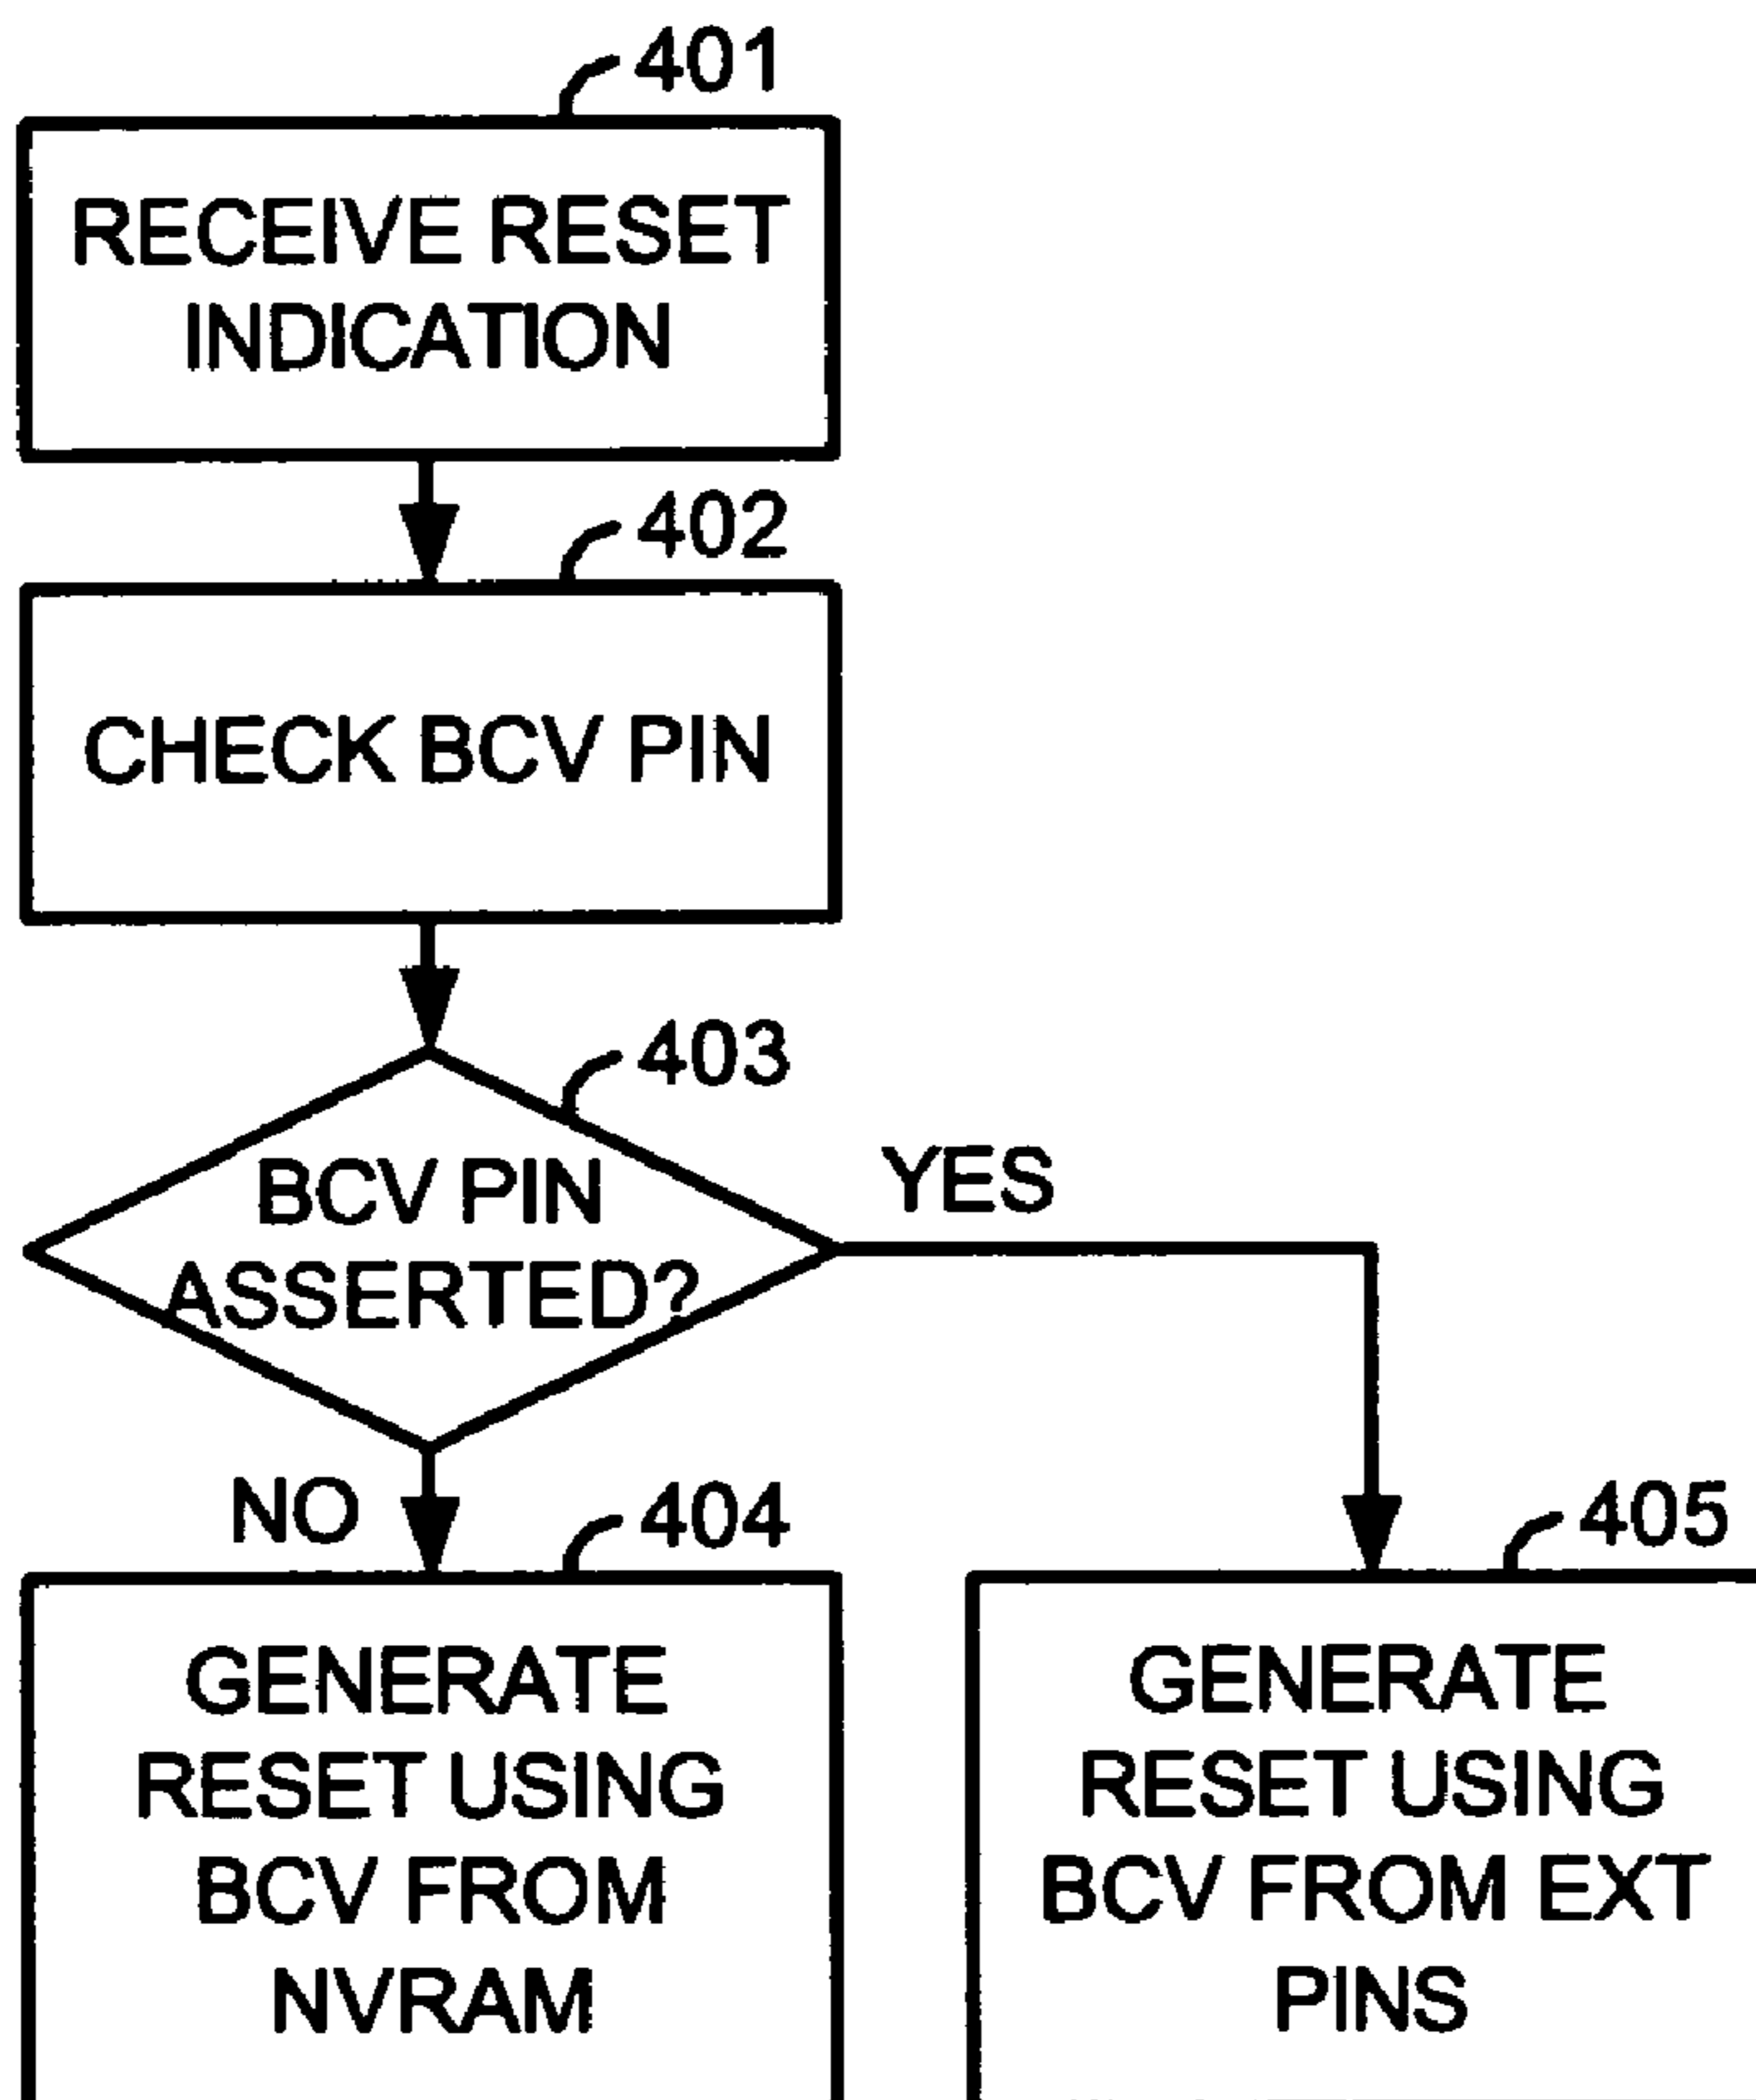 401
RECEIVE RESET
INDICATION
402
CHECK BCV PIN
403
BCV PIN
ASSERTED?
YES
NO
404
GENERATE
RESET USING
BCV FROM
NVRAM
405
GENERATE
RESET USING
BCV FROM EXT
PINS